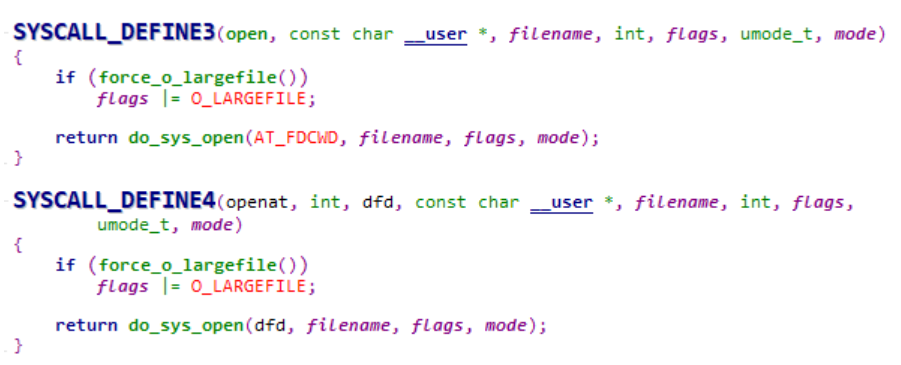 SYSCALL_DEFINE3(open, const char __user *, filename, int, flags, umode_t, mode)
{
    if (force_o_largefile())
        flags |= O_LARGEFILE;

    return do_sys_open(AT_FDCWD, filename, flags, mode);
}

SYSCALL_DEFINE4(openat, int, dfd, const char __user *, filename, int, flags,
        umode_t, mode)
{
    if (force_o_largefile())
        flags |= O_LARGEFILE;

    return do_sys_open(dfd, filename, flags, mode);
}